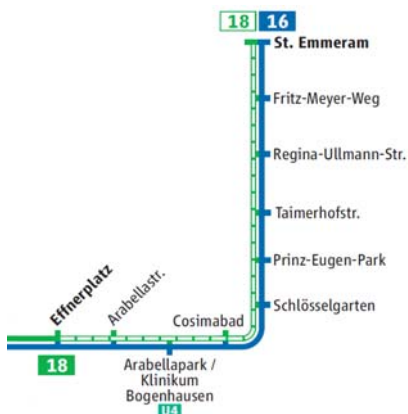 18 16
St. Emmeram
Fritz-Meyer-Weg
Regina-Ullmann-Str.
Taimerhofstr.
Prinz-Eugen-Park
Schlösselgarten
Cosimabad
Arabellastr.
Effnerplatz
18
Arabellapark /
Klinikum
Bogenhausen
U4